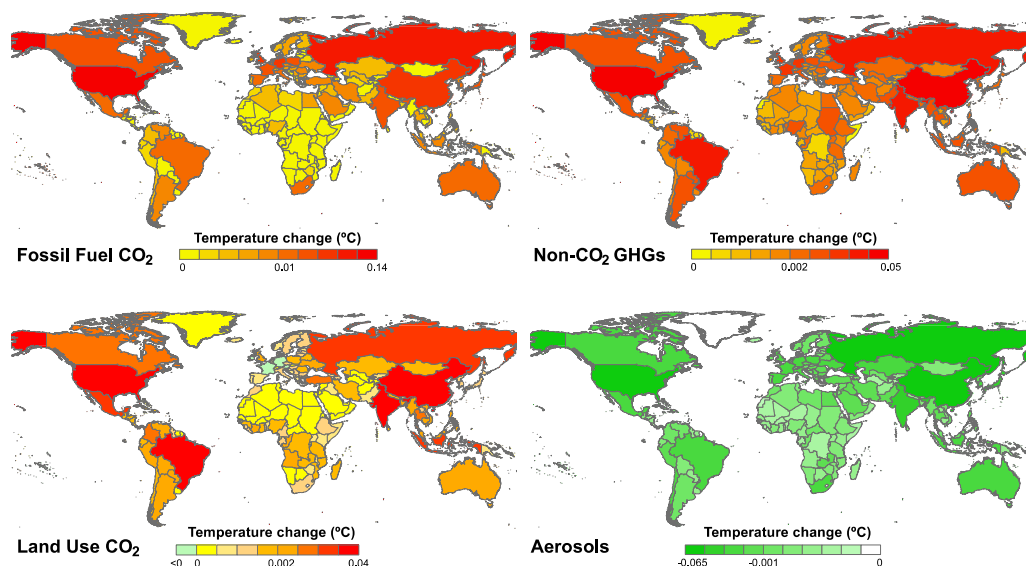 Temperature change (ºC)
Fossil Fuel CO₂
0 0.01 0.14
Temperature change (ºC)
Non-CO₂ GHGs
0 0.002 0.05
Temperature change (ºC)
Land Use CO₂
<0 0 0.002 0.04
Temperature change (ºC)
Aerosols
-0.065 -0.001 0